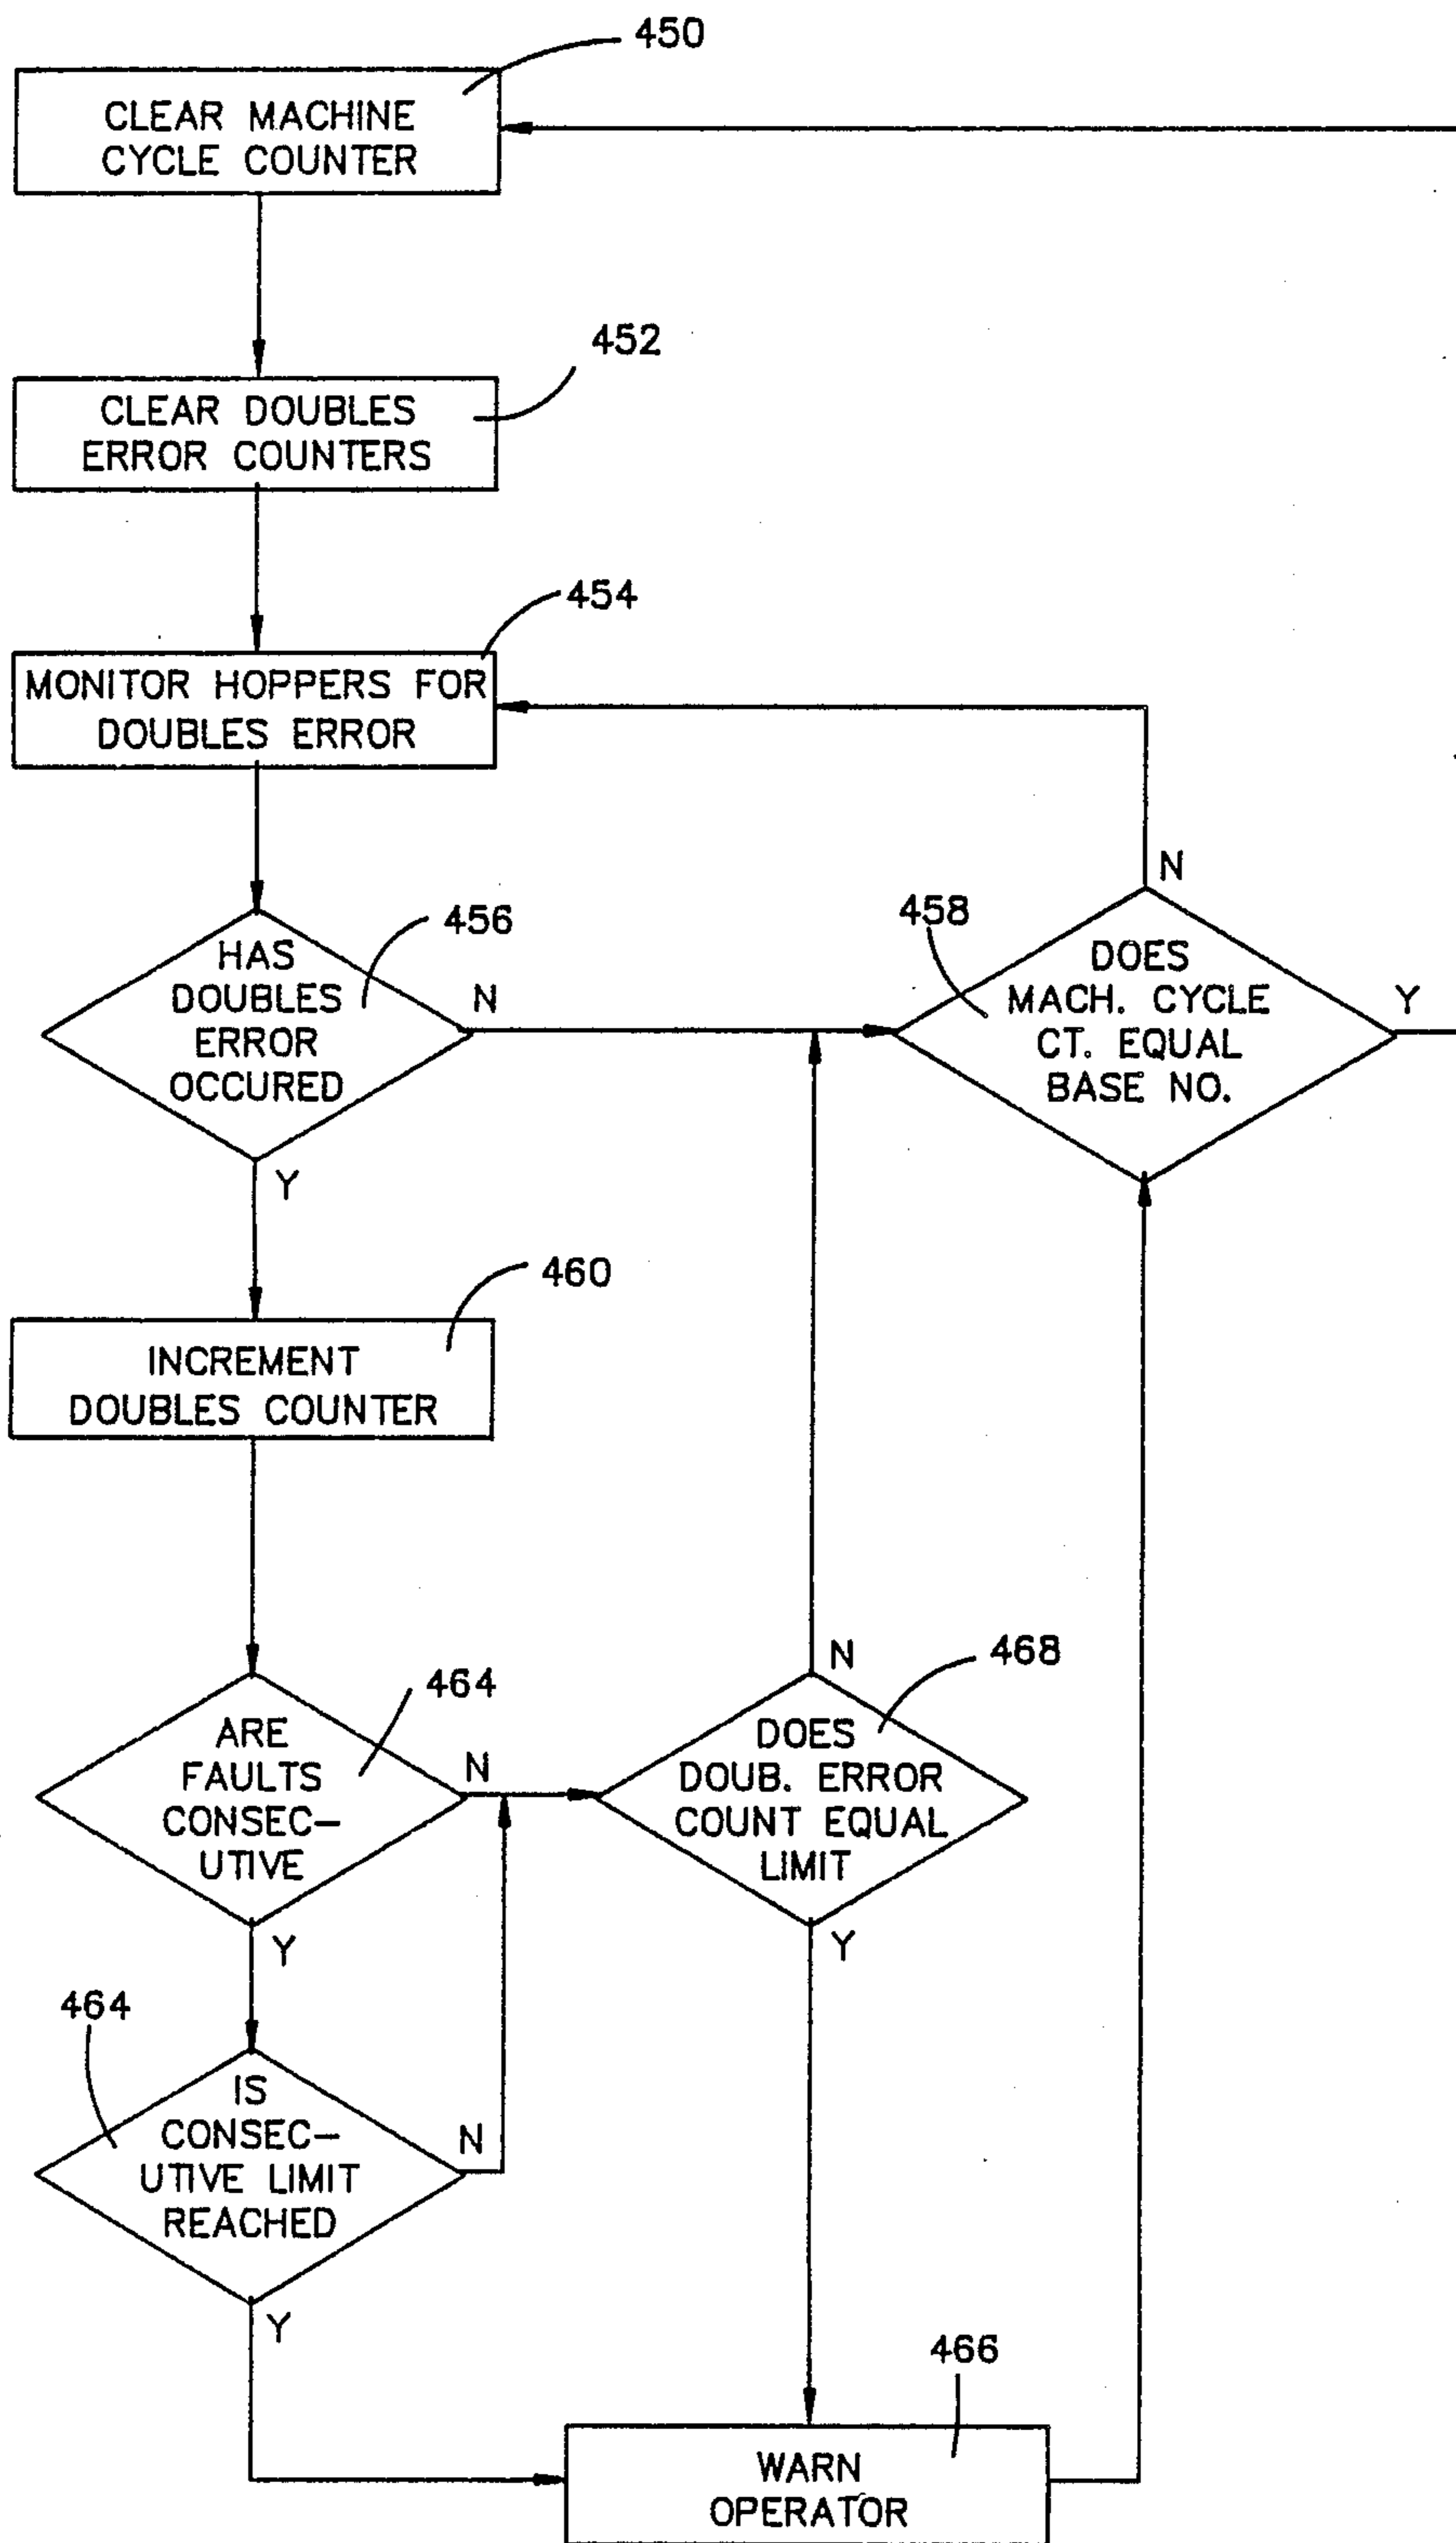 450
CLEAR MACHINE
CYCLE COUNTER
452
CLEAR DOUBLES
ERROR COUNTERS
454
MONITOR HOPPERS FOR
DOUBLES ERROR
456
HAS
DOUBLES
ERROR
OCCURED
N
Y
458
DOES
MACH. CYCLE
CT. EQUAL
BASE NO.
N
Y
460
INCREMENT
DOUBLES COUNTER
464
ARE
FAULTS
CONSEC-
UTIVE
N
Y
468
DOES
DOUB. ERROR
COUNT EQUAL
LIMIT
N
Y
464
IS
CONSEC-
UTIVE LIMIT
REACHED
N
Y
466
WARN
OPERATOR